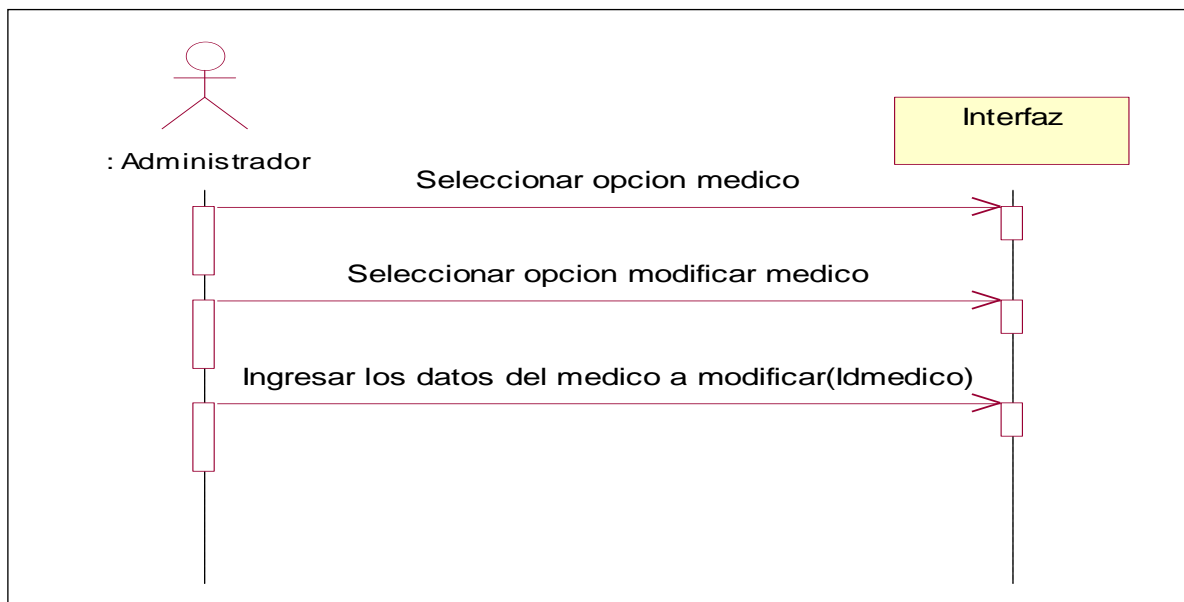 Interfaz
: Administrador
Seleccionar opcion medico
Seleccionar opcion modificar medico
Ingresar los datos del medico a modificar(Idmedico)